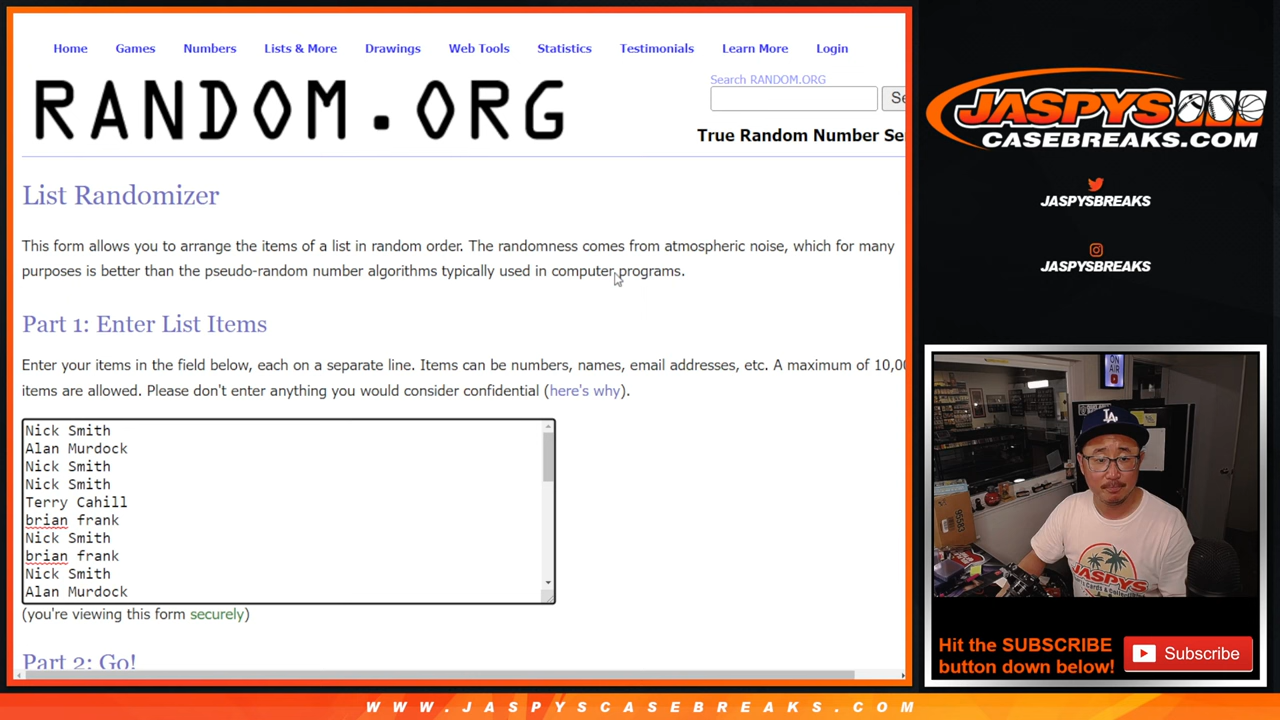 Home Games Numbers Lists & More Drawings Web Tools Statistics Testimonials Learn More Login
RANDOM.ORG
Search RANDOM.ORG
True Random Number Se
List Randomizer
This form allows you to arrange the items of a list in random order. The randomness comes from atmospheric noise, which for many
purposes is better than the pseudo-random number algorithms typically used in computer programs.
Part 1: Enter List Items
Enter your items in the field below, each on a separate line. Items can be numbers, names, email addresses, etc. A maximum of 10,00
items are allowed. Please don't enter anything you would consider confidential (here's why).
Nick Smith
Alan Murdock
Nick Smith
Nick Smith
Terry Cahill
brian frank
Nick Smith
brian frank
Nick Smith
Alan Murdock
(you're viewing this form securely)
Part 2: Go!
JASPYS
CASEBREAKS.COM
JASPYSBREAKS
JASPYSBREAKS
ON
AIR
LA
JASPYS
Hit the SUBSCRIBE
button down below!
Subscribe
WWW.JASPYSCASEBREAKS.COM